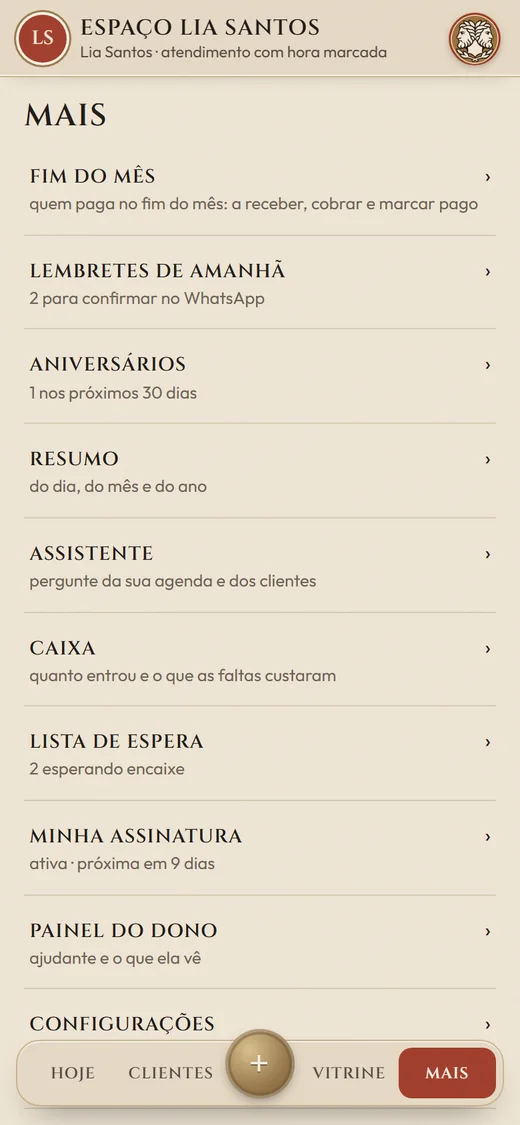 LS
ESPAÇO LIA SANTOS
Lia Santos · atendimento com hora marcada
MAIS
FIM DO MÊS ›
quem paga no fim do mês: a receber, cobrar e marcar pago
LEMBRETES DE AMANHÃ ›
2 para confirmar no WhatsApp
ANIVERSÁRIOS ›
1 nos próximos 30 dias
RESUMO ›
do dia, do mês e do ano
ASSISTENTE ›
pergunte da sua agenda e dos clientes
CAIXA ›
quanto entrou e o que as faltas custaram
LISTA DE ESPERA ›
2 esperando encaixe
MINHA ASSINATURA ›
ativa · próxima em 9 dias
PAINEL DO DONO ›
ajudante e o que ela vê
CONFIGURAÇÕES ›
HOJE CLIENTES + VITRINE MAIS